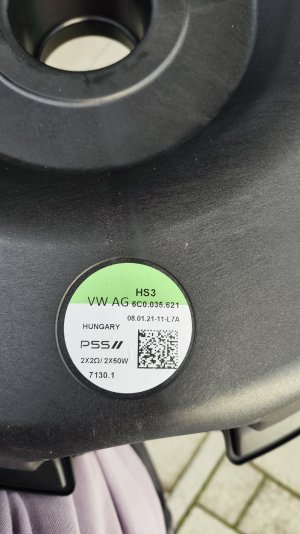 HS3
VW AG 6C0.035.621
08.01.21-11-L7A
HUNGARY
PSS//
2X2Ω/ 2X50W
7130.1